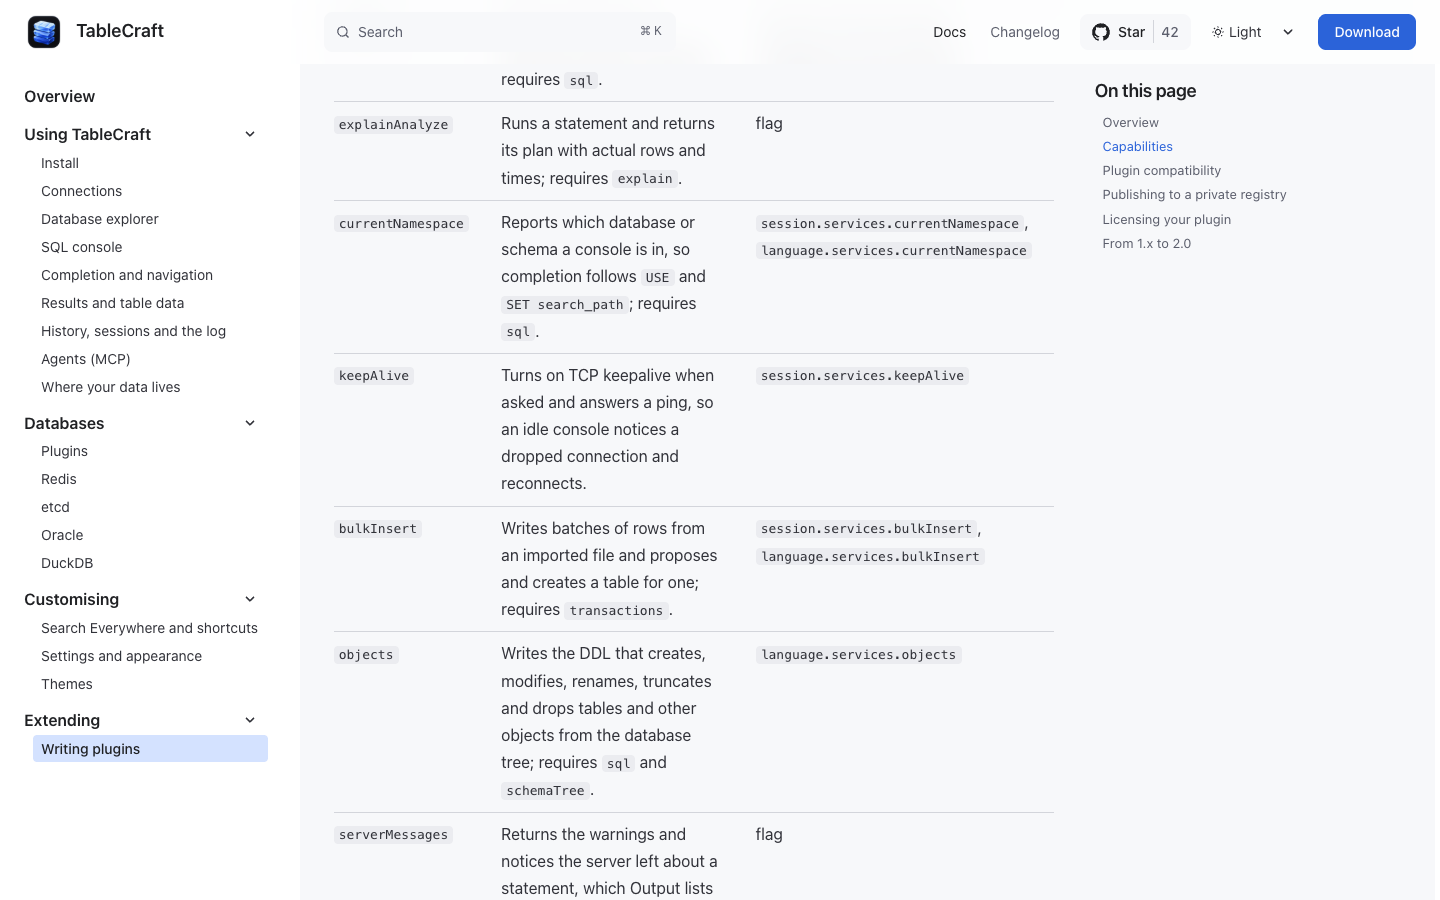 TableCraft
Search
⌘ K
Docs
Changelog
Star
42
Light
Download
Overview
Using TableCraft
Install
Connections
Database explorer
SQL console
Completion and navigation
Results and table data
History, sessions and the log
Agents (MCP)
Where your data lives
Databases
Plugins
Redis
etcd
Oracle
DuckDB
Customising
Search Everywhere and shortcuts
Settings and appearance
Themes
Extending
Writing plugins
requires sql.
explainAnalyze
Runs a statement and returns
its plan with actual rows and
times; requires explain.
flag
currentNamespace
Reports which database or
schema a console is in, so
completion follows USE and
SET search_path; requires
sql.
session.services.currentNamespace,
language.services.currentNamespace
keepAlive
Turns on TCP keepalive when
asked and answers a ping, so
an idle console notices a
dropped connection and
reconnects.
session.services.keepAlive
bulkInsert
Writes batches of rows from
an imported file and proposes
and creates a table for one;
requires transactions.
session.services.bulkInsert,
language.services.bulkInsert
objects
Writes the DDL that creates,
modifies, renames, truncates
and drops tables and other
objects from the database
tree; requires sql and
schemaTree.
language.services.objects
serverMessages
Returns the warnings and
notices the server left about a
statement, which Output lists
flag
On this page
Overview
Capabilities
Plugin compatibility
Publishing to a private registry
Licensing your plugin
From 1.x to 2.0